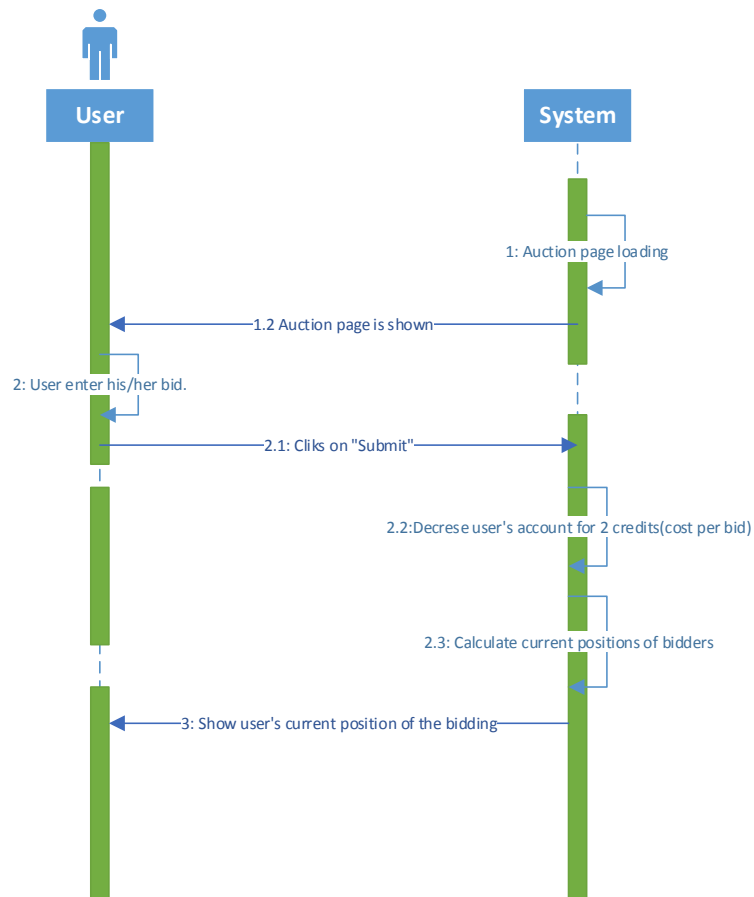 User
System
1: Auction page loading
1.2 Auction page is shown
2: User enter his/her bid.
2.1: Cliks on "Submit"
2.2:Decrese user's account for 2 credits(cost per bid)
2.3: Calculate current positions of bidders
3: Show user's current position of the bidding